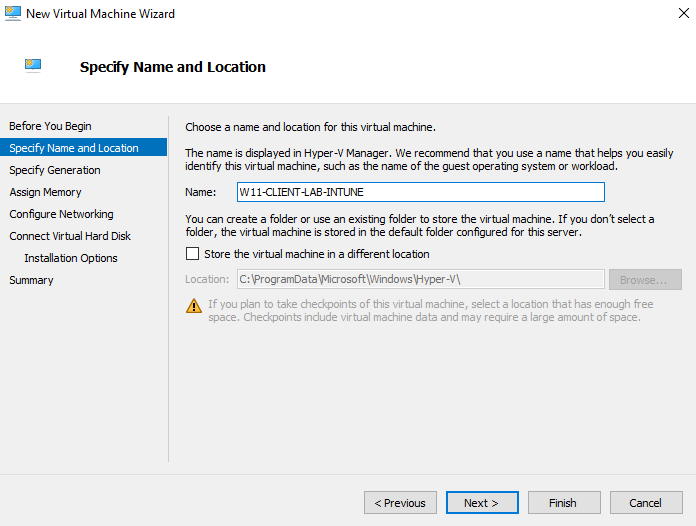 New Virtual Machine Wizard
Specify Name and Location
Before You Begin
Specify Name and Location
Specify Generation
Assign Memory
Configure Networking
Connect Virtual Hard Disk
Installation Options
Summary
Choose a name and location for this virtual machine.
The name is displayed in Hyper-V Manager. We recommend that you use a name that helps you easily
identify this virtual machine, such as the name of the guest operating system or workload.
Name: W11-CLIENT-LAB-INTUNE
You can create a folder or use an existing folder to store the virtual machine. If you don't select a
folder, the virtual machine is stored in the default folder configured for this server.
Store the virtual machine in a different location
Location: C:\ProgramData\Microsoft\Windows\Hyper-V\ Browse...
If you plan to take checkpoints of this virtual machine, select a location that has enough free
space. Checkpoints include virtual machine data and may require a large amount of space.
< Previous Next > Finish Cancel